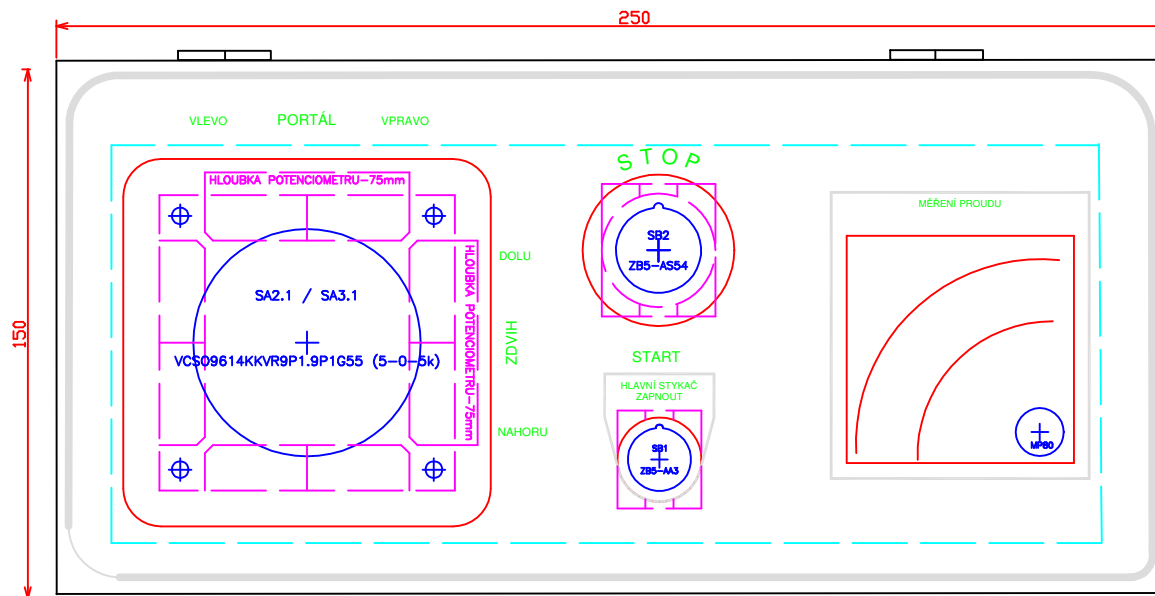 250
150
VLEVO PORTÁL VPRAVO
HLOUBKA POTENCIOMETRU-75mm
HLOUBKA POTENCIOMETRU-75mm
SA2.1 / SA3.1
VCSO9614KKVR9P1.9P1G55 (5-0-5k)
DOLU
ZDVIH
NAHORU
STOP
SB2
ZB5-AS54
START
HLAVNÍ STYKAČ
ZAPNOUT
SB1
ZB5-AA3
MĚŘENÍ PROUDU
MP80